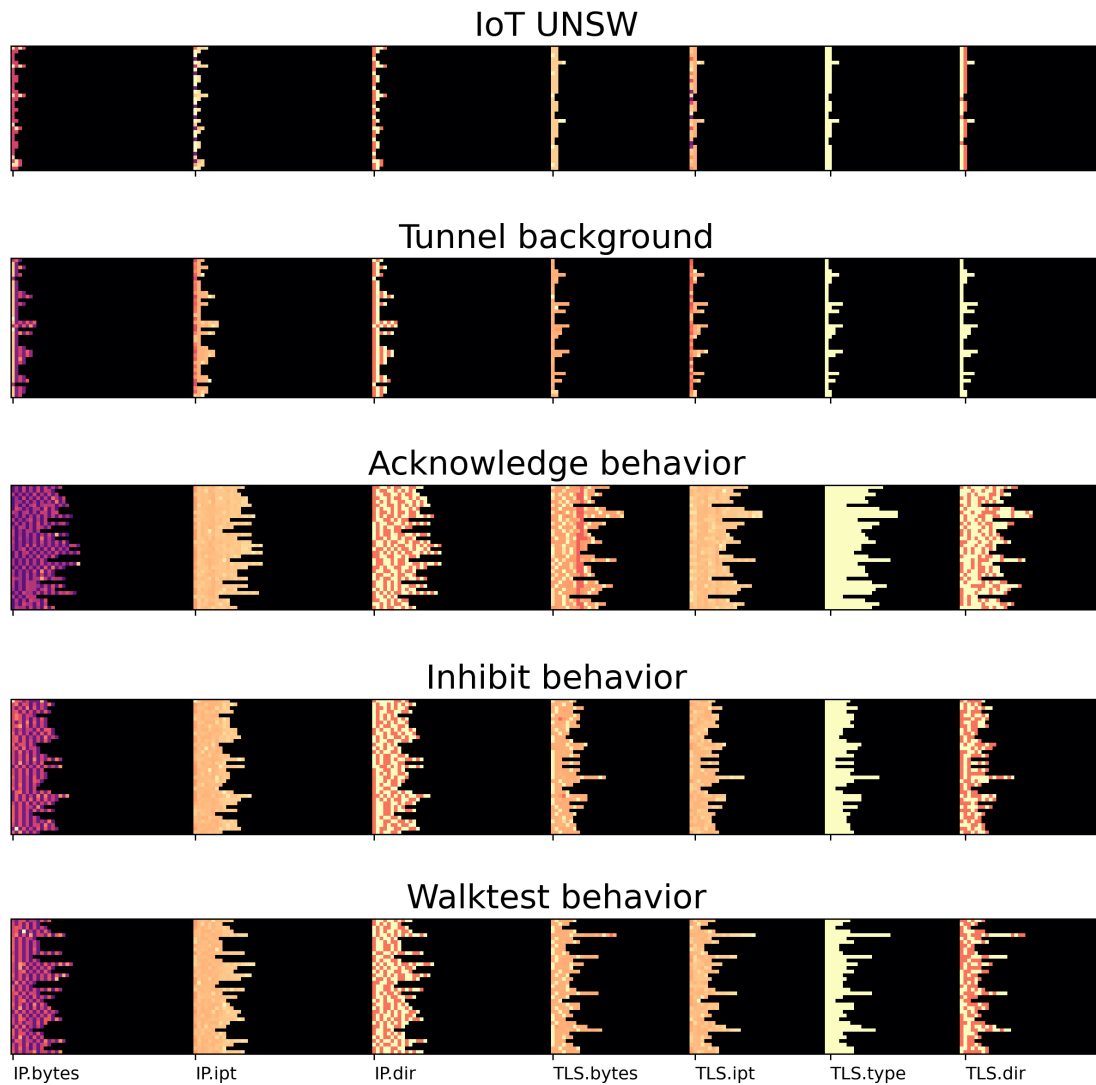 IoT UNSW
Tunnel background
Acknowledge behavior
Inhibit behavior
Walktest behavior
IP.bytes IP.ipt IP.dir TLS.bytes TLS.ipt TLS.type TLS.dir